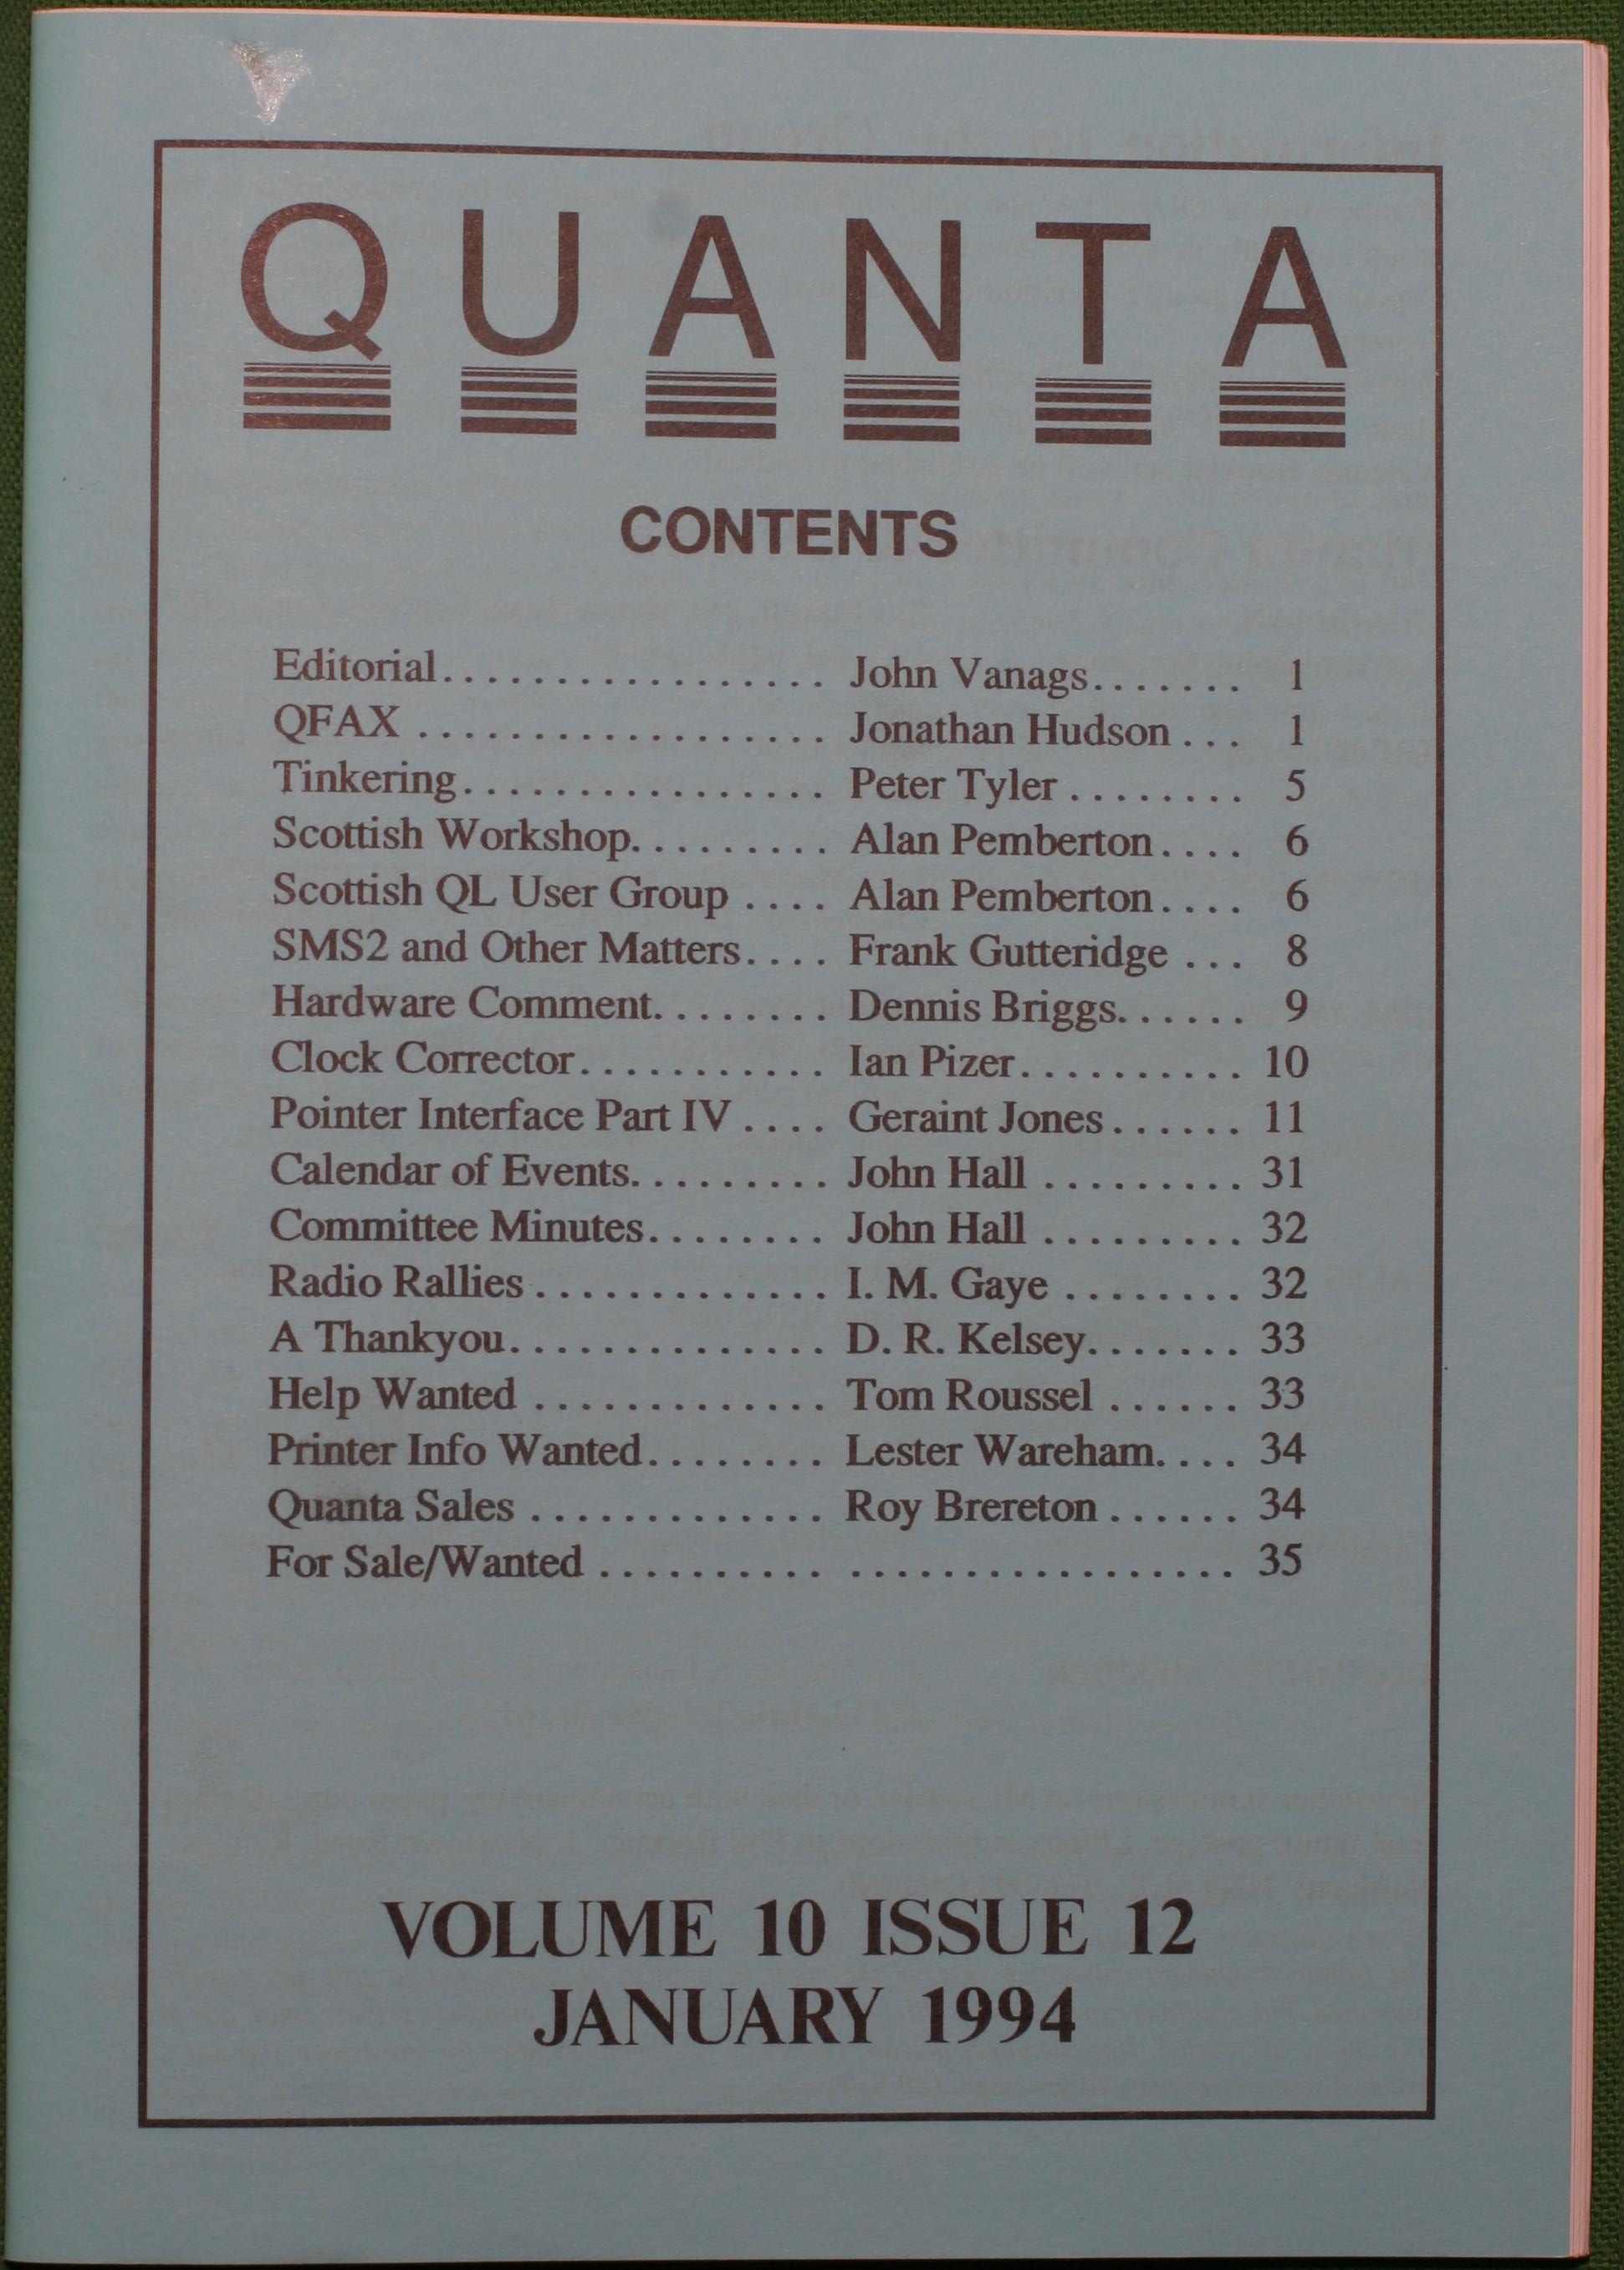 QUANTA
CONTENTS
Editorial.................. John Vanags....... 1
QFAX .................. Jonathan Hudson ... 1
Tinkering................ Peter Tyler ........ 5
Scottish Workshop......... Alan Pemberton.... 6
Scottish QL User Group .... Alan Pemberton.... 6
SMS2 and Other Matters.... Frank Gutteridge ... 8
Hardware Comment........ Dennis Briggs...... 9
Clock Corrector........... Ian Pizer.......... 10
Pointer Interface Part IV .... Geraint Jones...... 11
Calendar of Events......... John Hall ......... 31
Committee Minutes........ John Hall ......... 32
Radio Rallies ............. I. M. Gaye ........ 32
A Thankyou.............. D. R. Kelsey....... 33
Help Wanted ............. Tom Roussel ...... 33
Printer Info Wanted........ Lester Wareham.... 34
Quanta Sales ............. Roy Brereton ...... 34
For Sale/Wanted .......... ................. 35
VOLUME 10 ISSUE 12
JANUARY 1994